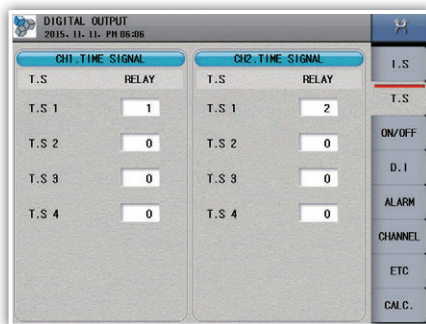 DIGITAL OUTPUT
2015. 11. 11. PM 06:06
CH1.TIME SIGNAL
T.S RELAY
T.S 1 1
T.S 2 0
T.S 3 0
T.S 4 0
CH2.TIME SIGNAL
T.S RELAY
T.S 1 2
T.S 2 0
T.S 3 0
T.S 4 0
I.S
T.S
ON/OFF
D.I
ALARM
CHANNEL
ETC
CALC.